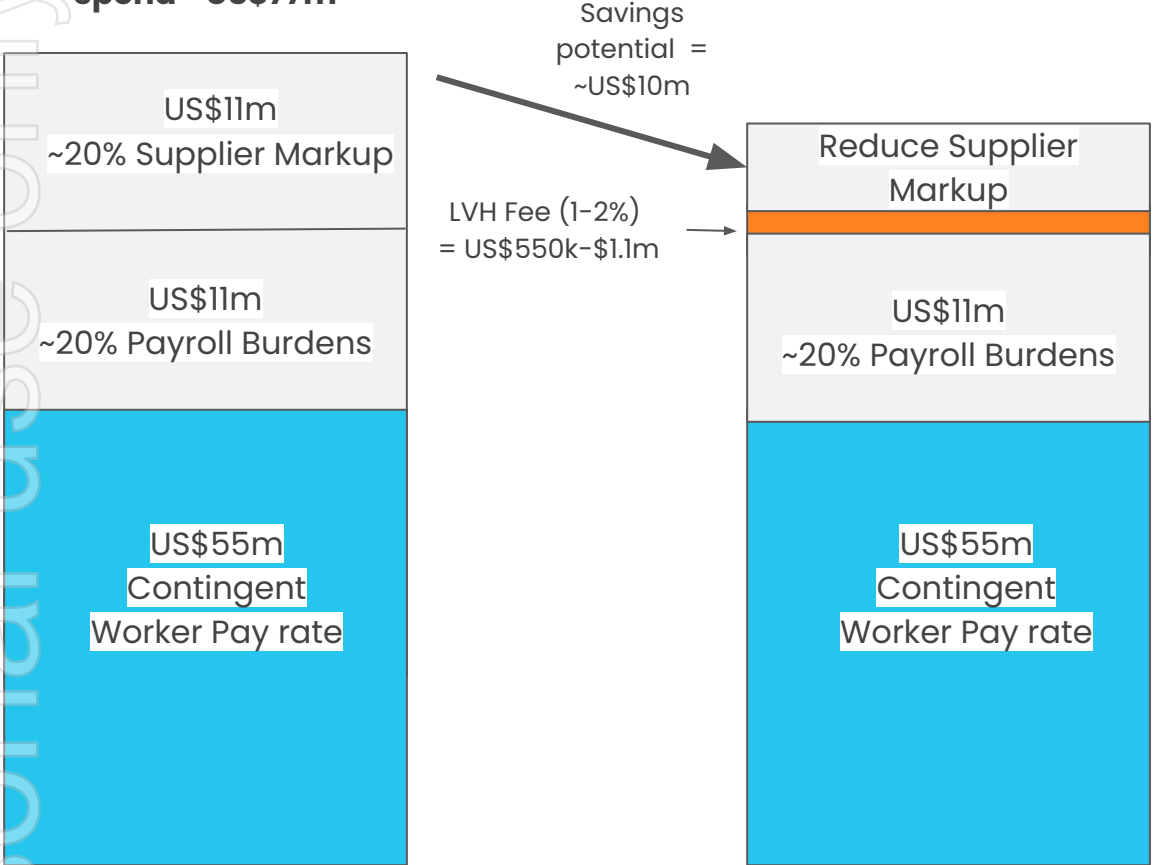 Savings
potential =
~US$10m
US$11m
~20% Supplier Markup
Reduce Supplier
Markup
LVH Fee (1-2%)
= US$550k-$1.1m
US$11m
~20% Payroll Burdens
US$11m
~20% Payroll Burdens
US$55m
Contingent
Worker Pay rate
US$55m
Contingent
Worker Pay rate